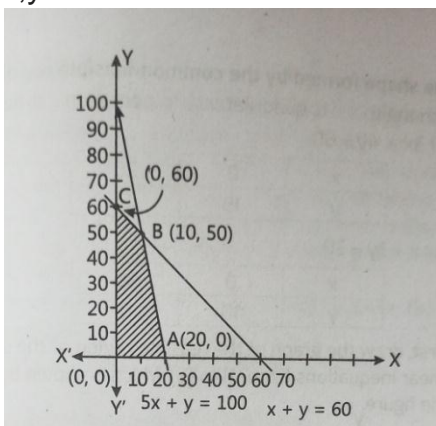 Y
100
90
80
70
(0, 60)
C
60
50
B (10, 50)
40
30
20
10
A(20, 0)
X'
X
(0, 0)
10 20 30 40 50 60 70
Y'
5x + y = 100
x + y = 60